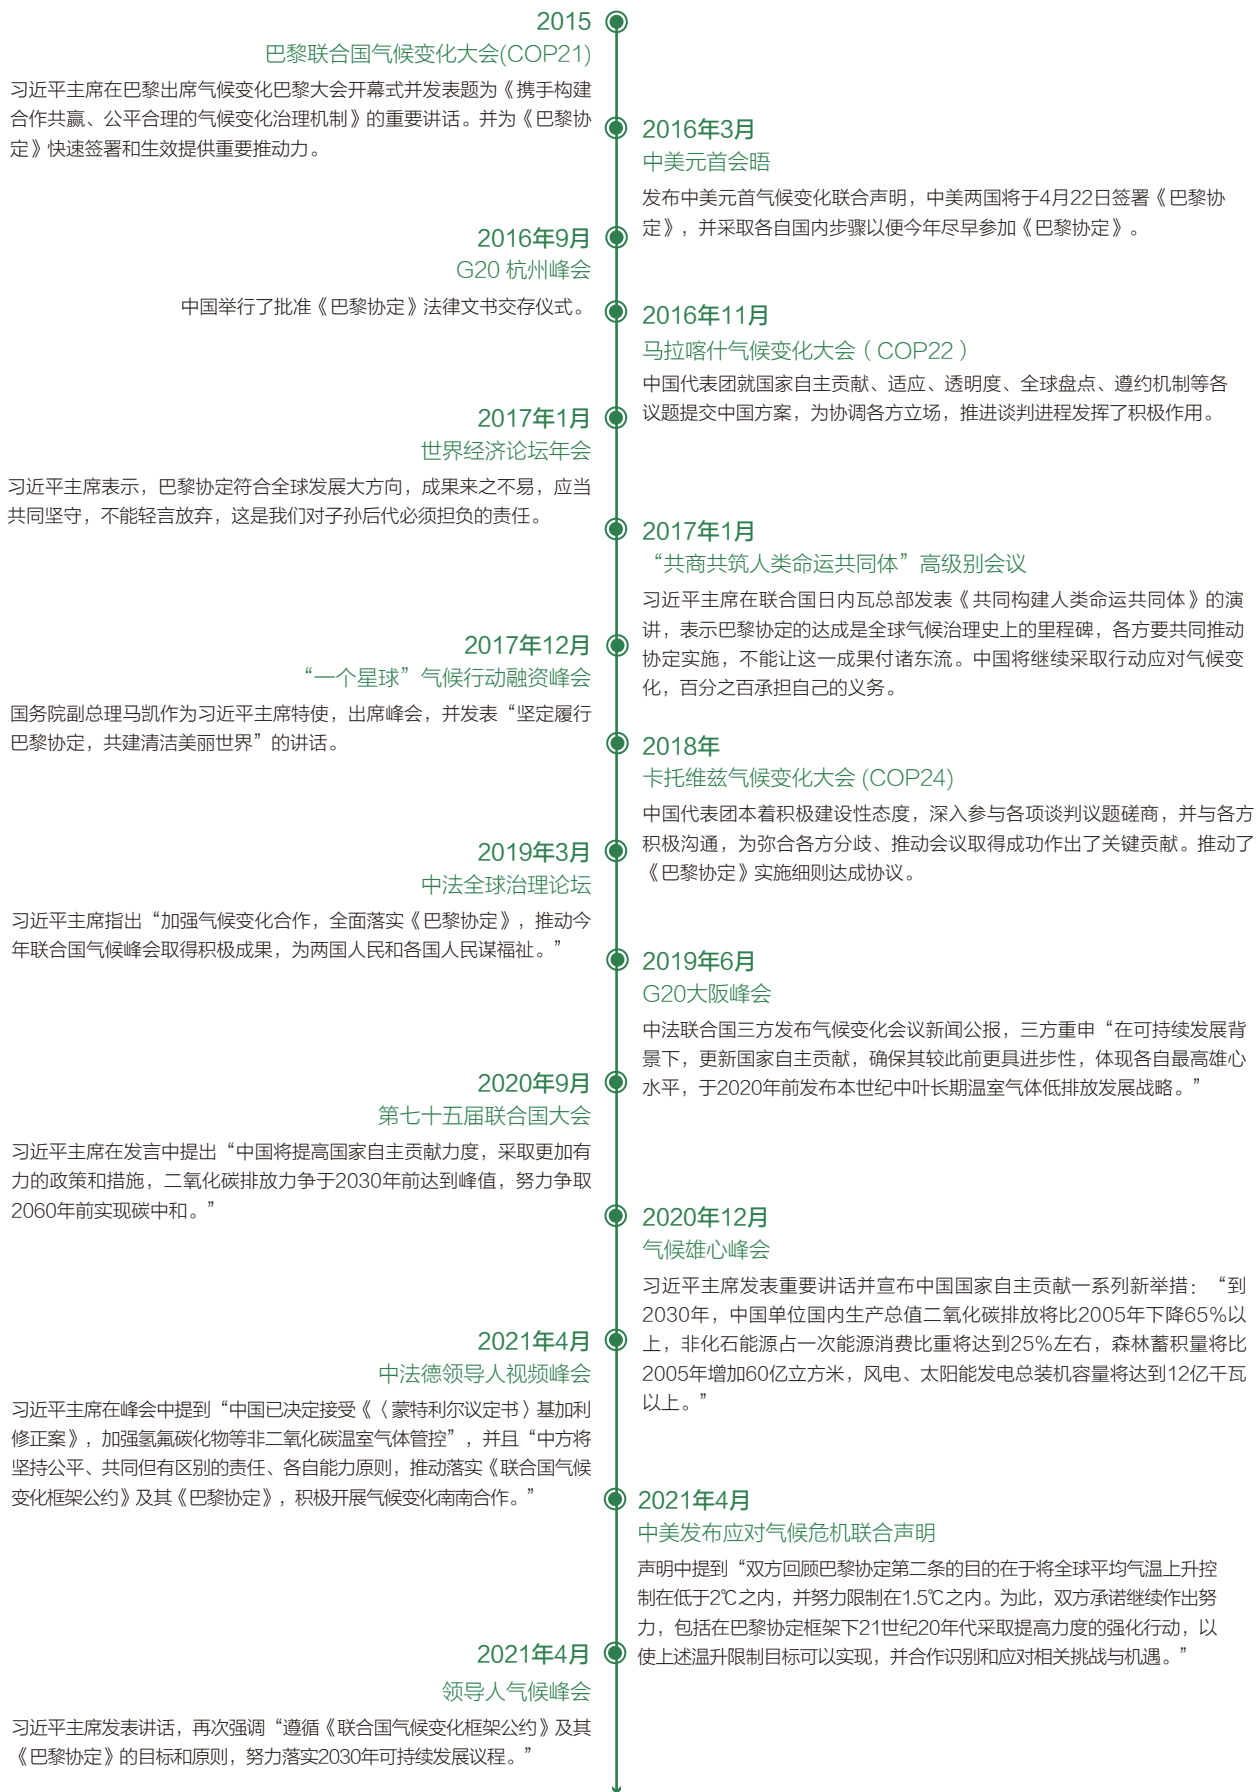 2015
巴黎联合国气候变化大会(COP21)
习近平主席在巴黎出席气候变化巴黎大会开幕式并发表题为《携手构建
合作共赢、公平合理的气候变化治理机制》的重要讲话。并为《巴黎协
定》快速签署和生效提供重要推动力。
2016年3月
中美元首会晤
发布中美元首气候变化联合声明，中美两国将于4月22日签署《巴黎协
定》，并采取各自国内步骤以便今年尽早参加《巴黎协定》。
2016年9月
G20 杭州峰会
中国举行了批准《巴黎协定》法律文书交存仪式。
2016年11月
马拉喀什气候变化大会（COP22）
中国代表团就国家自主贡献、适应、透明度、全球盘点、遵约机制等各
议题提交中国方案，为协调各方立场，推进谈判进程发挥了积极作用。
2017年1月
世界经济论坛年会
习近平主席表示，巴黎协定符合全球发展大方向，成果来之不易，应当
共同坚守，不能轻言放弃，这是我们对子孙后代必须担负的责任。
2017年1月
“共商共筑人类命运共同体”高级别会议
习近平主席在联合国日内瓦总部发表《共同构建人类命运共同体》的演
讲，表示巴黎协定的达成是全球气候治理史上的里程碑，各方要共同推动
协定实施，不能让这一成果付诸东流。中国将继续采取行动应对气候变
化，百分之百承担自己的义务。
2017年12月
“一个星球”气候行动融资峰会
国务院副总理马凯作为习近平主席特使，出席峰会，并发表“坚定履行
巴黎协定，共建清洁美丽世界”的讲话。
2018年
卡托维兹气候变化大会 (COP24)
中国代表团本着积极建设性态度，深入参与各项谈判议题磋商，并与各方
积极沟通，为弥合各方分歧、推动会议取得成功作出了关键贡献。推动了
《巴黎协定》实施细则达成协议。
2019年3月
中法全球治理论坛
习近平主席指出“加强气候变化合作，全面落实《巴黎协定》，推动今
年联合国气候峰会取得积极成果，为两国人民和各国人民谋福祉。”
2019年6月
G20大阪峰会
中法联合国三方发布气候变化会议新闻公报，三方重申“在可持续发展背
景下，更新国家自主贡献，确保其较此前更具进步性，体现各自最高雄心
水平，于2020年前发布本世纪中叶长期温室气体低排放发展战略。”
2020年9月
第七十五届联合国大会
习近平主席在发言中提出“中国将提高国家自主贡献力度，采取更加有
力的政策和措施，二氧化碳排放力争于2030年前达到峰值，努力争取
2060年前实现碳中和。”
2020年12月
气候雄心峰会
习近平主席发表重要讲话并宣布中国国家自主贡献一系列新举措：“到
2030年，中国单位国内生产总值二氧化碳排放将比2005年下降65%以
上，非化石能源占一次能源消费比重将达到25%左右，森林蓄积量将比
2005年增加60亿立方米，风电、太阳能发电总装机容量将达到12亿千瓦
以上。”
2021年4月
中法德领导人视频峰会
习近平主席在峰会中提到“中国已决定接受《〈蒙特利尔议定书〉基加利
修正案》，加强氢氟碳化物等非二氧化碳温室气体管控”，并且“中方将
坚持公平、共同但有区别的责任、各自能力原则，推动落实《联合国气候
变化框架公约》及其《巴黎协定》，积极开展气候变化南南合作。”
2021年4月
中美发布应对气候危机联合声明
声明中提到“双方回顾巴黎协定第二条的目的在于将全球平均气温上升控
制在低于2℃之内，并努力限制在1.5℃之内。为此，双方承诺继续作出努
力，包括在巴黎协定框架下21世纪20年代采取提高力度的强化行动，以
使上述温升限制目标可以实现，并合作识别和应对相关挑战与机遇。”
2021年4月
领导人气候峰会
习近平主席发表讲话，再次强调“遵循《联合国气候变化框架公约》及其
《巴黎协定》的目标和原则，努力落实2030年可持续发展议程。”